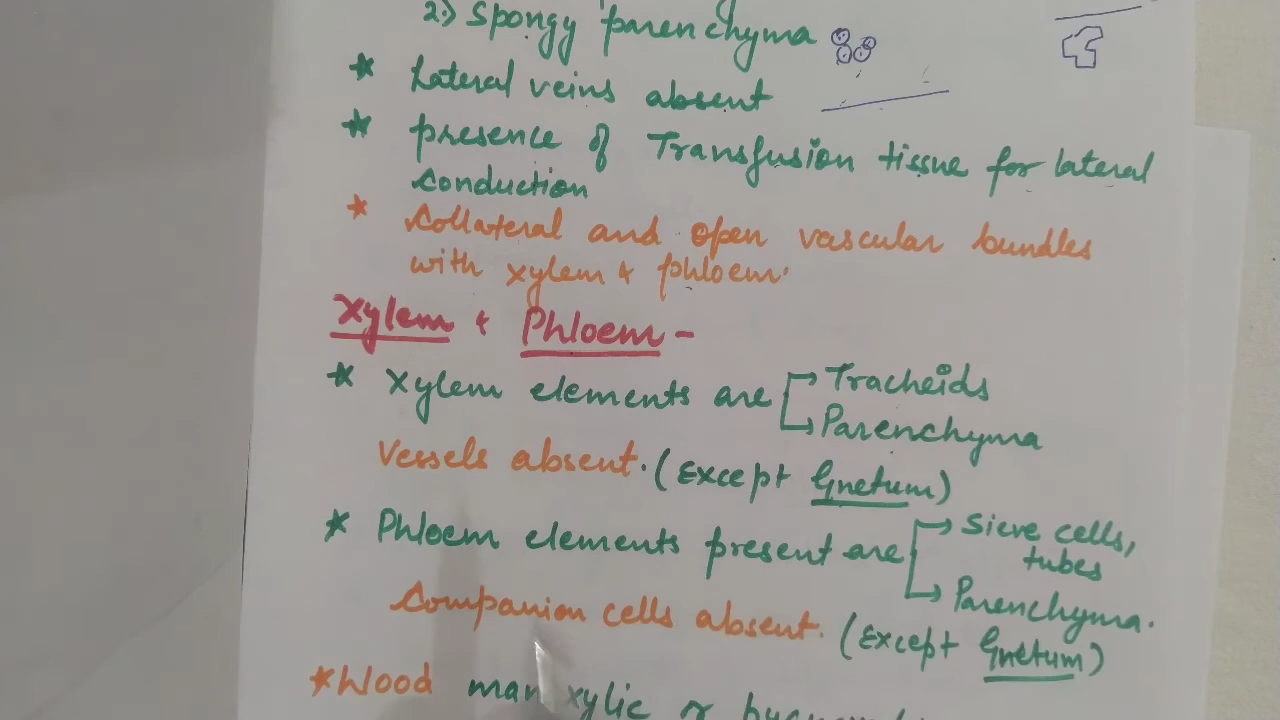 2.) Spongy parenchyma
* Lateral veins absent
* presence of Transfusion tissue for lateral
conduction
* Collateral and open vascular bundles
with xylem & phloem.
Xylem & Phloem -
* Xylem elements are → Tracheids
→ Parenchyma
Vessels absent. (Except Gnetum)
* Phloem elements present are → Sieve cells,
tubes
→ Parenchyma.
Companion cells absent. (Except Gnetum)
* Wood manoxylic or